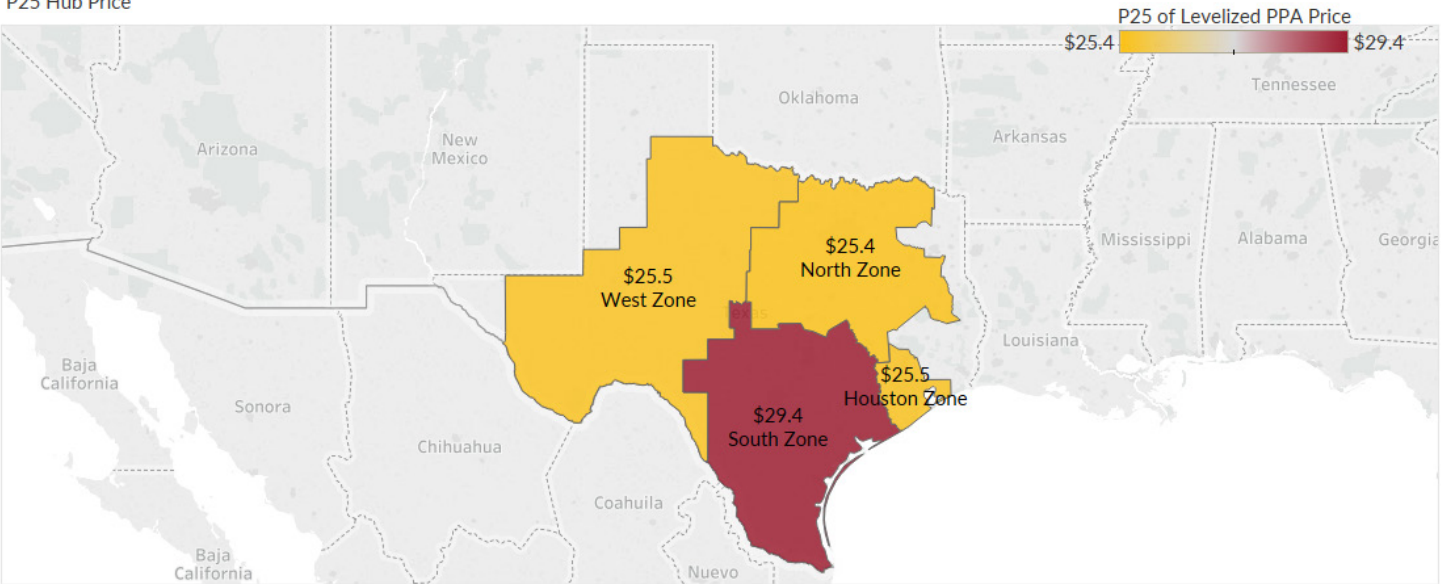 P25 Hub Price
P25 of Levelized PPA Price
$25.4
$29.4
Oklahoma
Tennessee
Arkansas
Arizona
New
Mexico
Mississippi
Alabama
Georgia
$25.4
North Zone
$25.5
West Zone
Texas
Louisiana
Baja
California
$25.5
Houston Zone
Sonora
$29.4
South Zone
Chihuahua
Coahuila
Baja
California
Nuevo